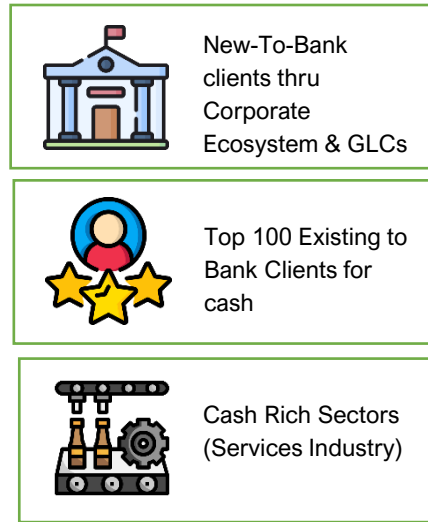 New-To-Bank
clients thru
Corporate
Ecosystem & GLCs
Top 100 Existing to
Bank Clients for
cash
Cash Rich Sectors
(Services Industry)